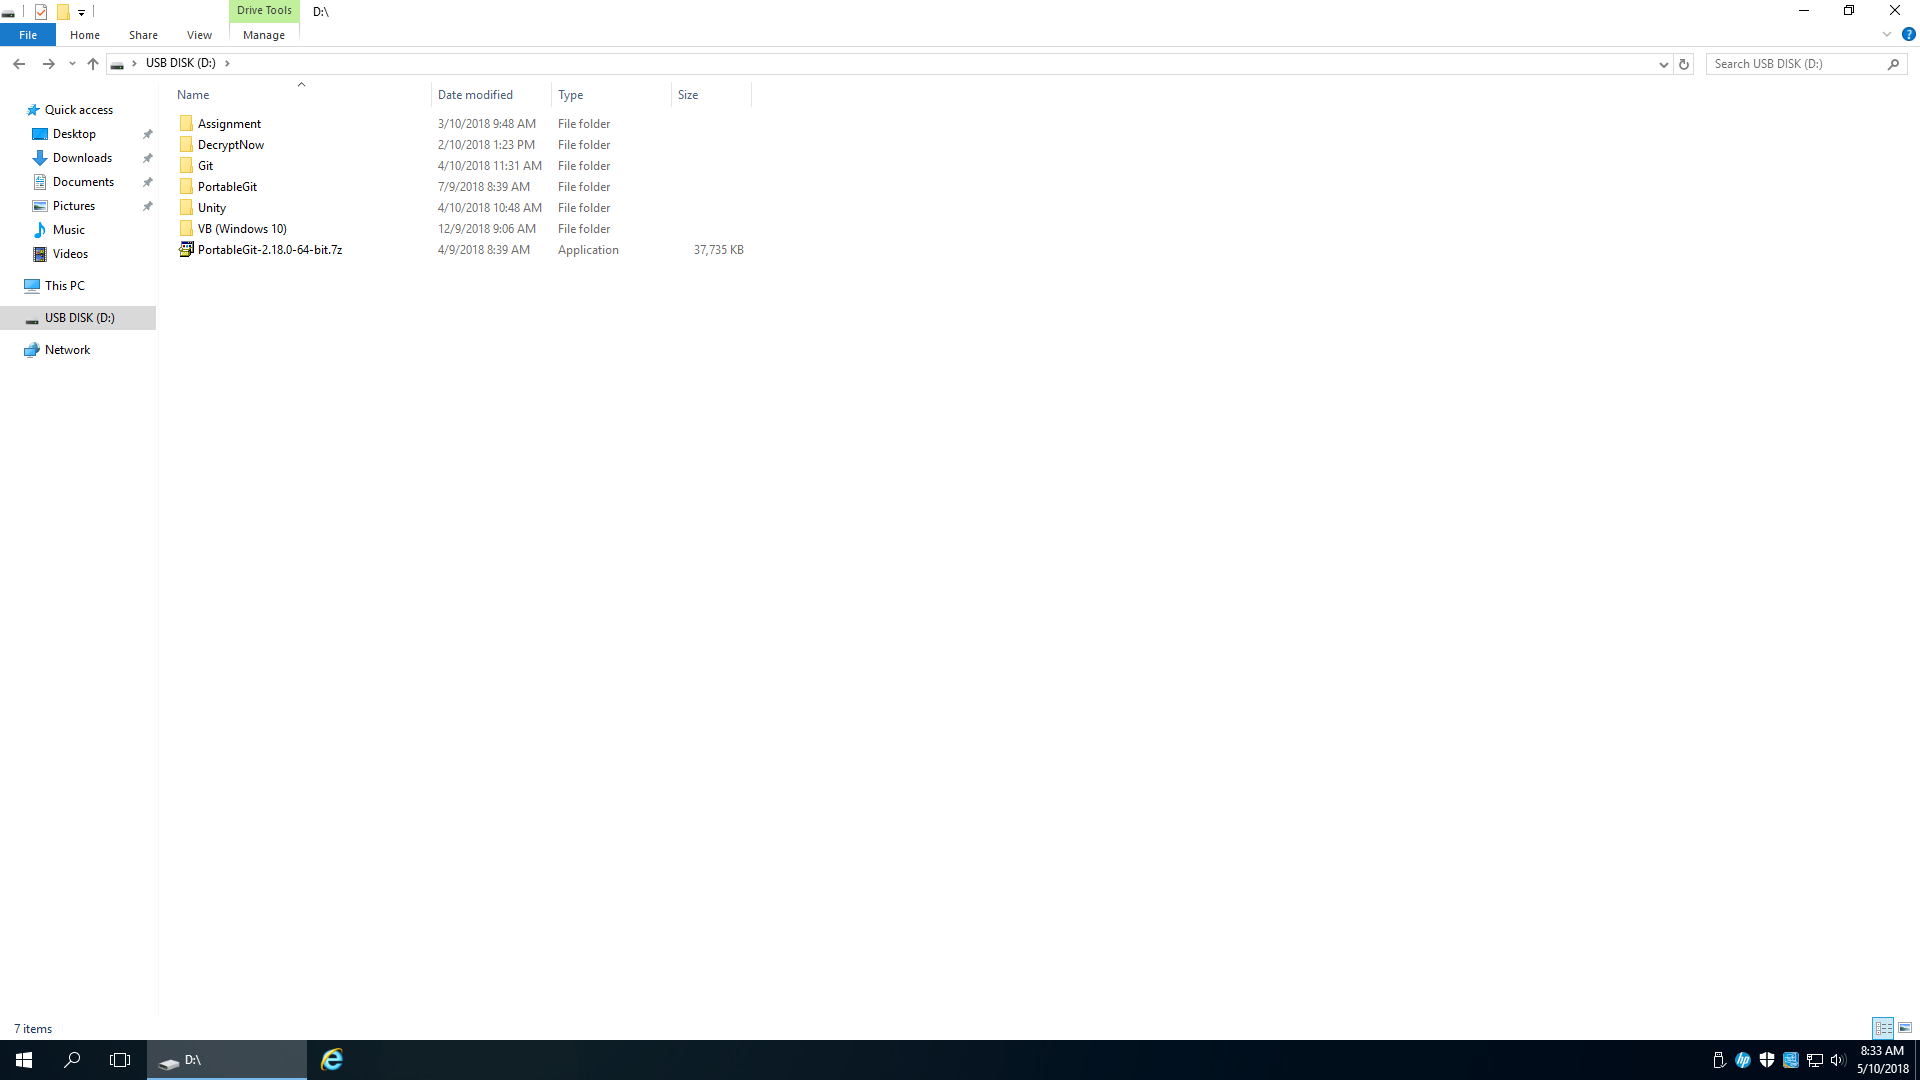 Drive Tools D:\
File Home Share View Manage
USB DISK (D:)
Search USB DISK (D:)
Name Date modified Type Size
Quick access
Desktop
Downloads
Documents
Pictures
Music
Videos
This PC
USB DISK (D:)
Network
Assignment 3/10/2018 9:48 AM File folder
DecryptNow 2/10/2018 1:23 PM File folder
Git 4/10/2018 11:31 AM File folder
PortableGit 7/9/2018 8:39 AM File folder
Unity 4/10/2018 10:48 AM File folder
VB (Windows 10) 12/9/2018 9:06 AM File folder
PortableGit-2.18.0-64-bit.7z 4/9/2018 8:39 AM Application 37,735 KB
7 items
D:\
8:33 AM
5/10/2018